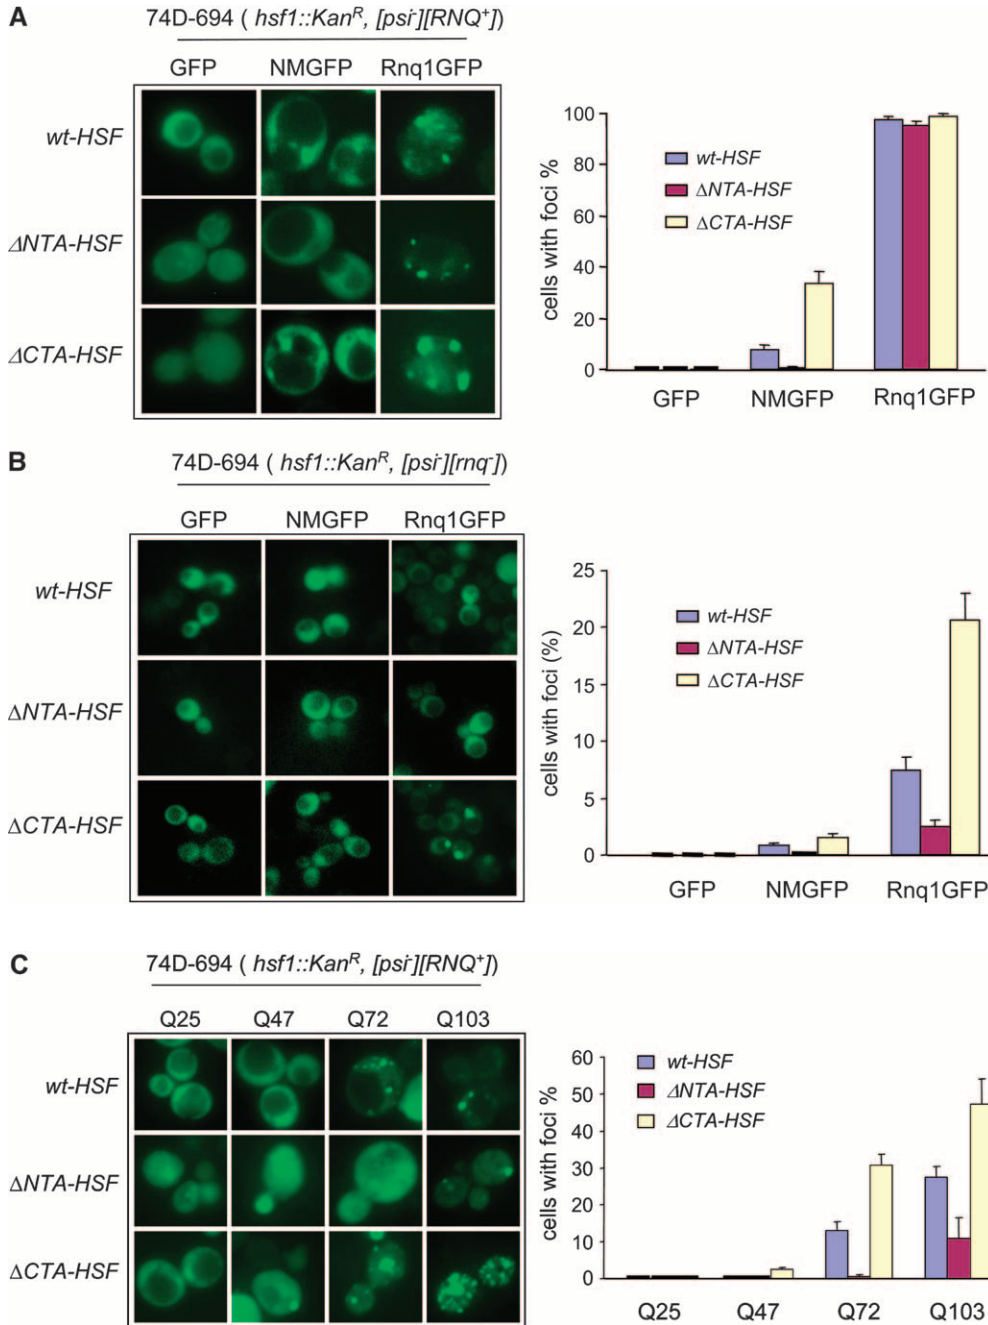 A
74D-694 ( hsf1::Kanᴿ, [psi⁻][RNQ⁺])
GFP NMGFP Rnq1GFP
wt-HSF
ΔNTA-HSF
ΔCTA-HSF
cells with foci %
100
80
60
40
20
0
wt-HSF
ΔNTA-HSF
ΔCTA-HSF
GFP NMGFP Rnq1GFP
B
74D-694 ( hsf1::Kanᴿ, [psi⁻][rnq⁻])
GFP NMGFP Rnq1GFP
wt-HSF
ΔNTA-HSF
ΔCTA-HSF
cells with foci (%)
25
20
15
10
5
0
wt-HSF
ΔNTA-HSF
ΔCTA-HSF
GFP NMGFP Rnq1GFP
C
74D-694 ( hsf1::Kanᴿ, [psi⁻][RNQ⁺])
Q25 Q47 Q72 Q103
wt-HSF
ΔNTA-HSF
ΔCTA-HSF
cells with foci %
60
50
40
30
20
10
0
wt-HSF
ΔNTA-HSF
ΔCTA-HSF
Q25 Q47 Q72 Q103